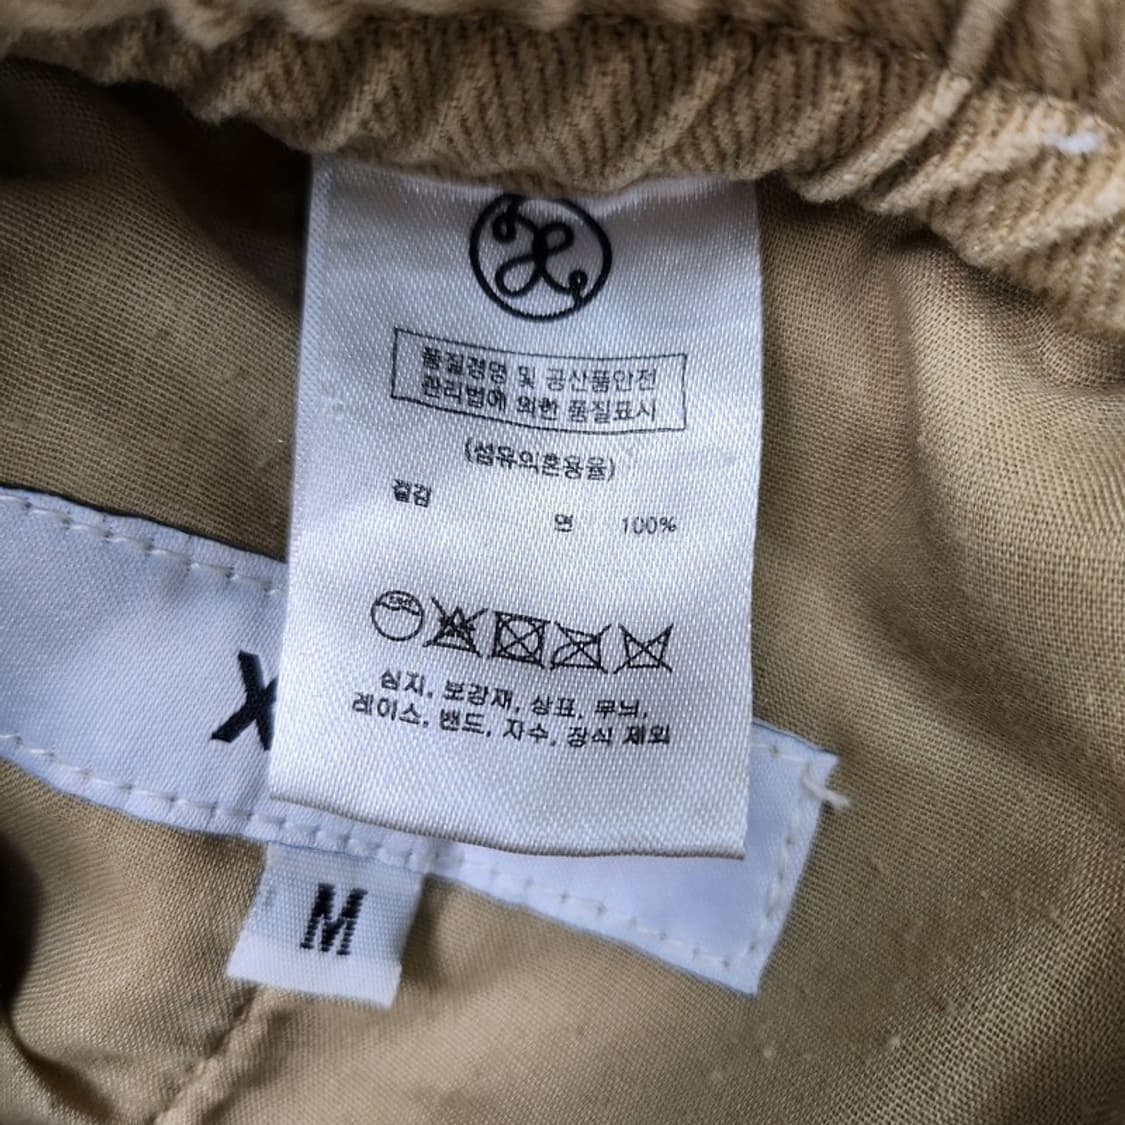 품질경영 및 공산품안전
관리법에 의한 품질표시
(섬유의혼용율)
겉감
면 100%
심지, 보강재, 상표, 무늬,
레이스, 밴드, 자수, 장식 제외
X
M